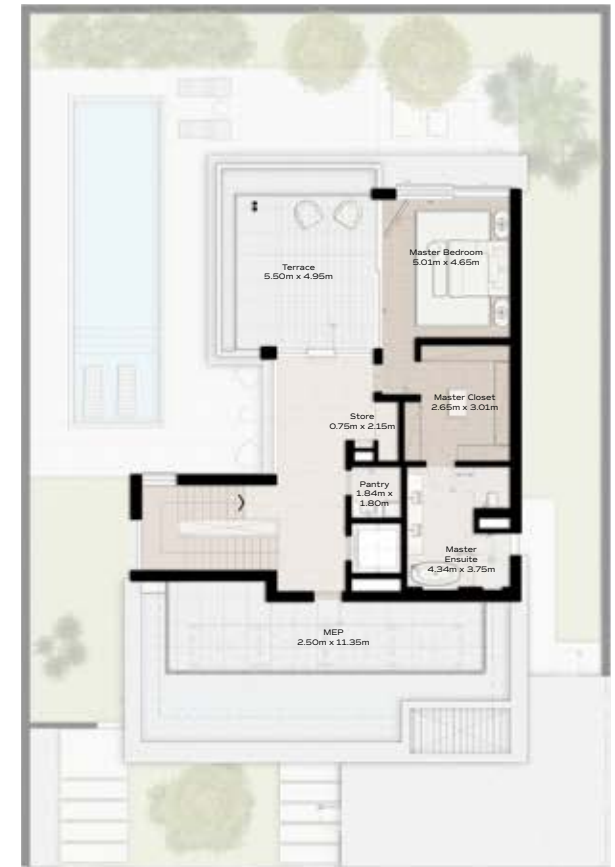 Terrace
5.50m x 4.95m
Master Bedroom
5.01m x 4.65m
Master Closet
2.65m x 3.01m
Store
0.75m x 2.15m
Pantry
1.84m x
1.80m
Master
Ensuite
4.34m x 3.75m
MEP
2.50m x 11.35m